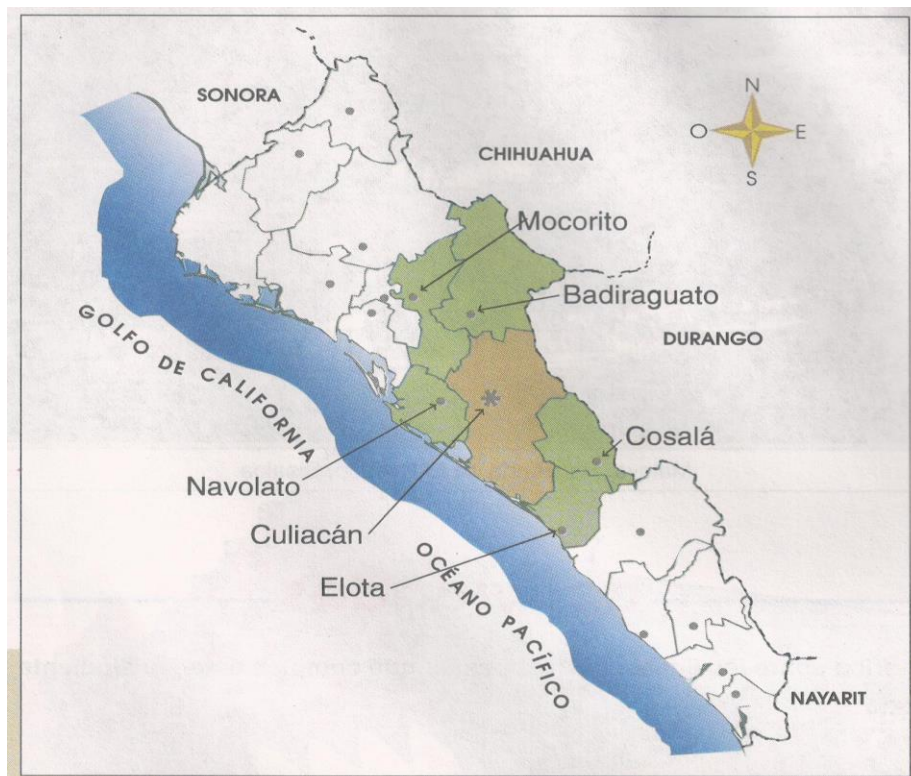 SONORA
N
O
E
S
CHIHUAHUA
Mocorito
Badiraguato
DURANGO
GOLFO DE CALIFORNIA
Cosalá
Navolato
Culiacán
Elota
OCÉANO PACÍFICO
NAYARIT